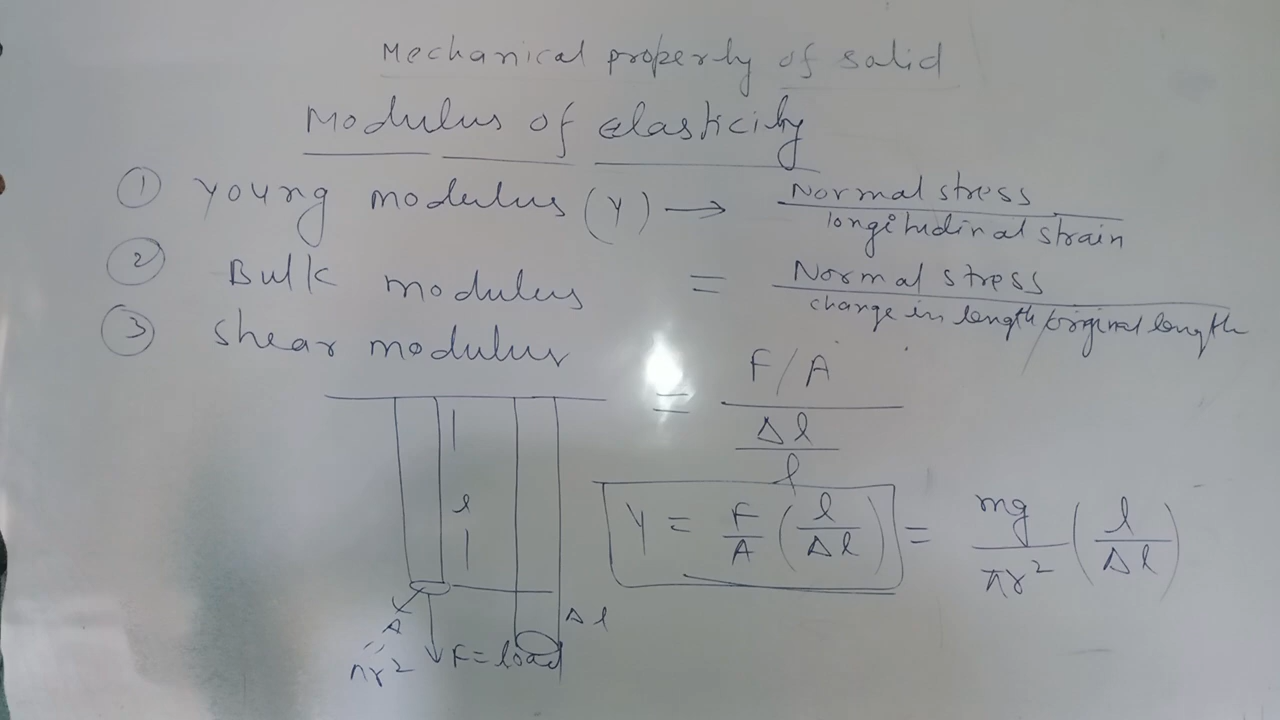 Mechanical property of solid
Modulus of elasticity
① Young modulus (Y) → Normal stress / longitudinal strain
② Bulk modulus
= Normal stress / change in length/original length
③ Shear modulus
= F/A / Δl/l
l
Y = F/A (l/Δl) = mg/πr² (l/Δl)
A
Δl
πr²
F = load